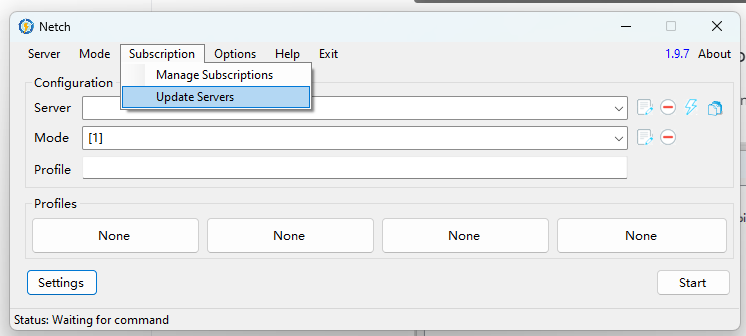 Netch
Server Mode Subscription Options Help Exit 1.9.7 About
Manage Subscriptions
Update Servers
Configuration
Server
Mode [1]
Profile
Profiles
None None None None
Settings Start
Status: Waiting for command